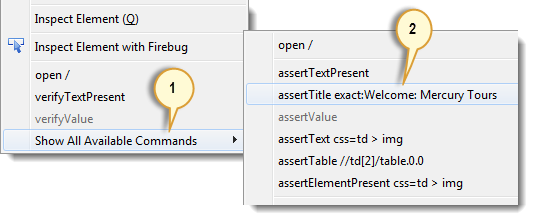 Inspect Element (Q)
Inspect Element with Firebug
open /
verifyTextPresent
verifyValue
1
Show All Available Commands
2
open /
assertTextPresent
assertTitle exact:Welcome: Mercury Tours
assertValue
assertText css=td > img
assertTable //td[2]/table.0.0
assertElementPresent css=td > img